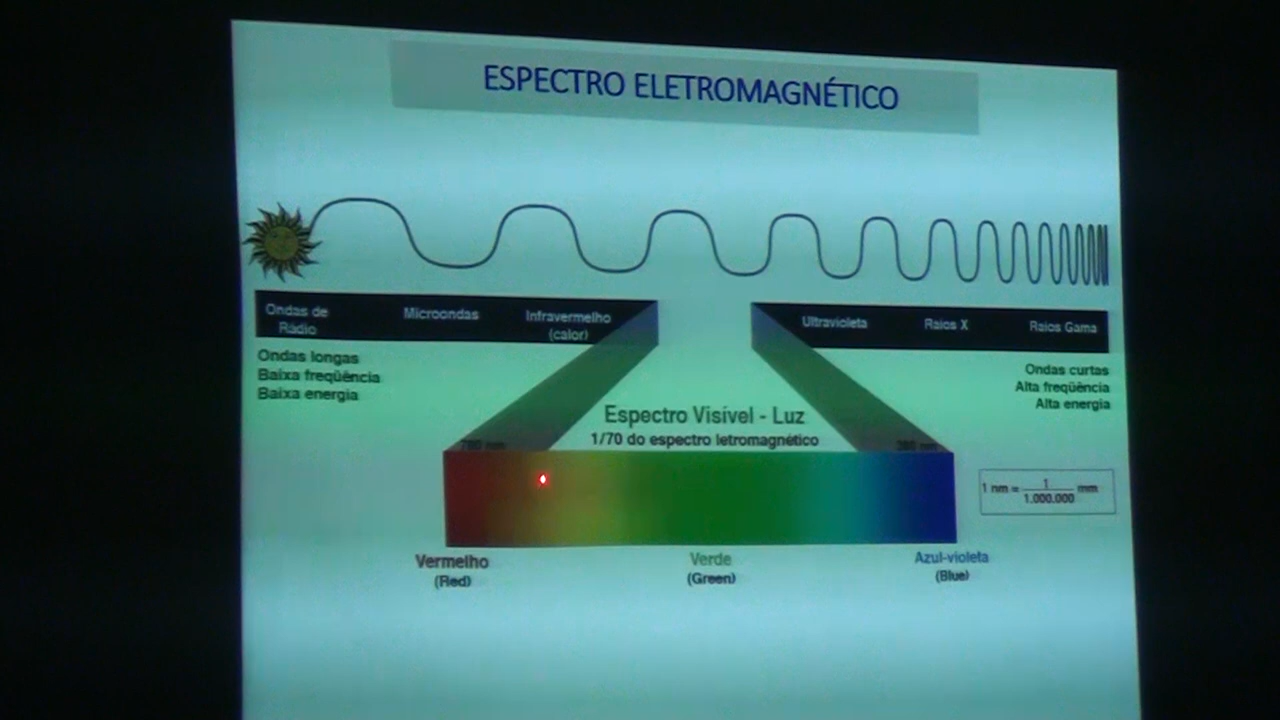 ESPECTRO ELETROMAGNÉTICO
Ondas de
Rádio
Microondas
Infravermelho
(calor)
Ultravioleta
Raios X
Raios Gama
Ondas longas
Baixa freqüência
Baixa energia
Ondas curtas
Alta freqüência
Alta energia
Espectro Visível - Luz
1/70 do espectro letromagnético
nm
nm
1 nm = 1 mm
1.000.000
Vermelho
(Red)
Verde
(Green)
Azul-violeta
(Blue)